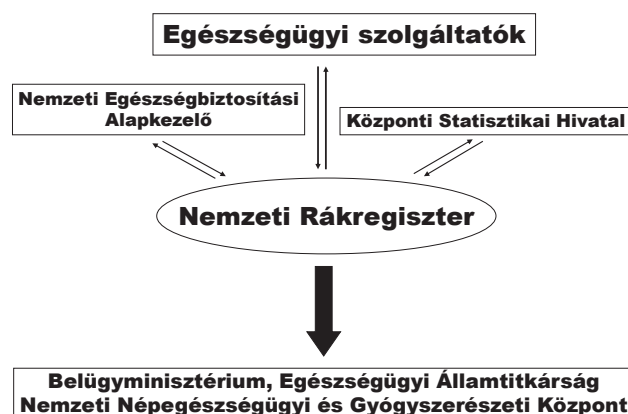 Egészségügyi szolgáltatók
Nemzeti Egészségbiztosítási
Alapkezelő
Központi Statisztikai Hivatal
Nemzeti Rákregiszter
Belügyminisztérium, Egészségügyi Államtitkárság
Nemzeti Népegészségügyi és Gyógyszerészeti Központ